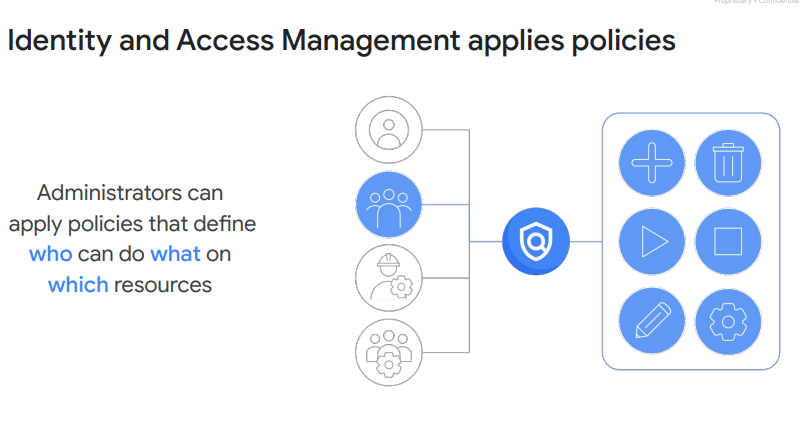 Proprietary + Confidential
Identity and Access Management applies policies
Administrators can
apply policies that define
who can do what on
which resources